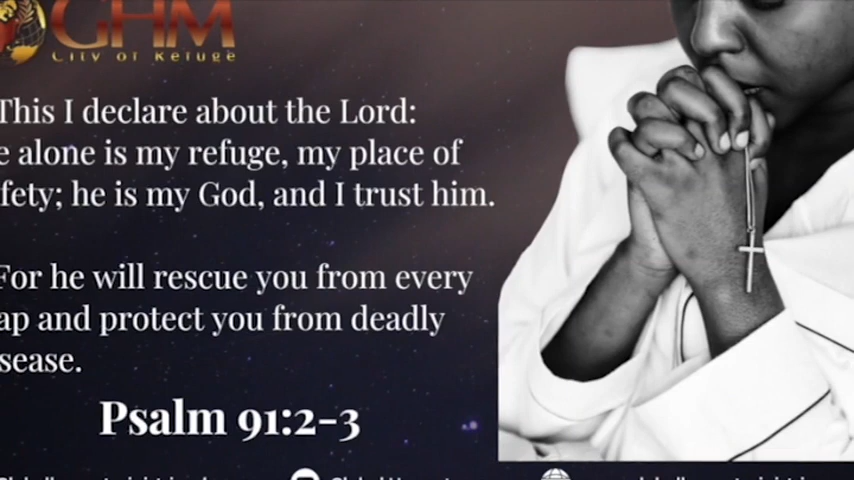 GHM
City of Refuge
This I declare about the Lord:
alone is my refuge, my place of
fety; he is my God, and I trust him.
For he will rescue you from every
ap and protect you from deadly
sease.
Psalm 91:2-3